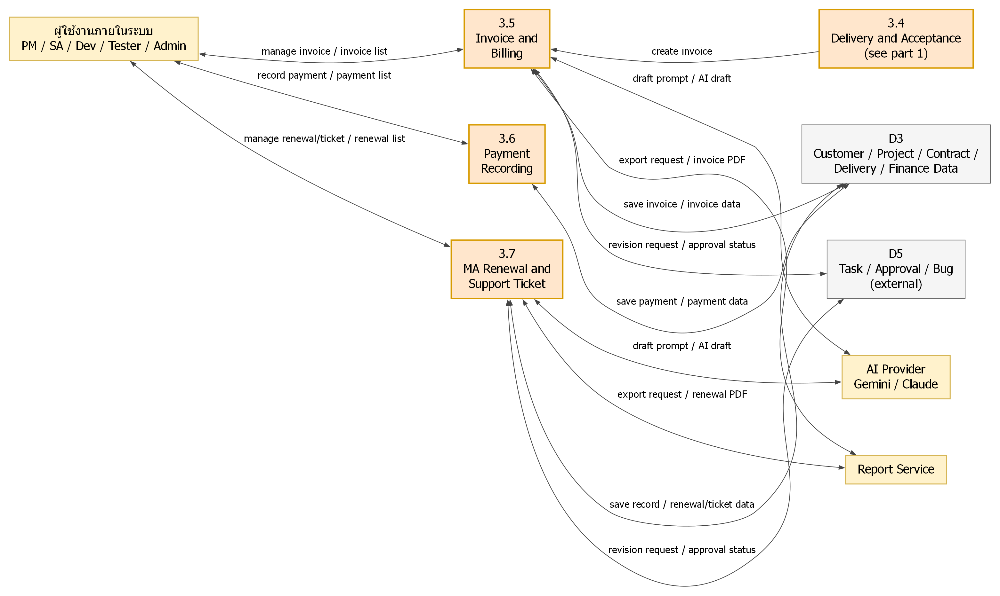 ผู้ใช้งานภายในระบบ
PM / SA / Dev / Tester / Admin
3.5
Invoice and
Billing
3.4
Delivery and Acceptance
(see part 1)
manage invoice / invoice list
create invoice
record payment / payment list
draft prompt / AI draft
manage renewal/ticket / renewal list
3.6
Payment
Recording
D3
Customer / Project / Contract /
Delivery / Finance Data
export request / invoice PDF
save invoice / invoice data
revision request / approval status
3.7
MA Renewal and
Support Ticket
D5
Task / Approval / Bug
(external)
save payment / payment data
draft prompt / AI draft
AI Provider
Gemini / Claude
export request / renewal PDF
Report Service
save record / renewal/ticket data
revision request / approval status